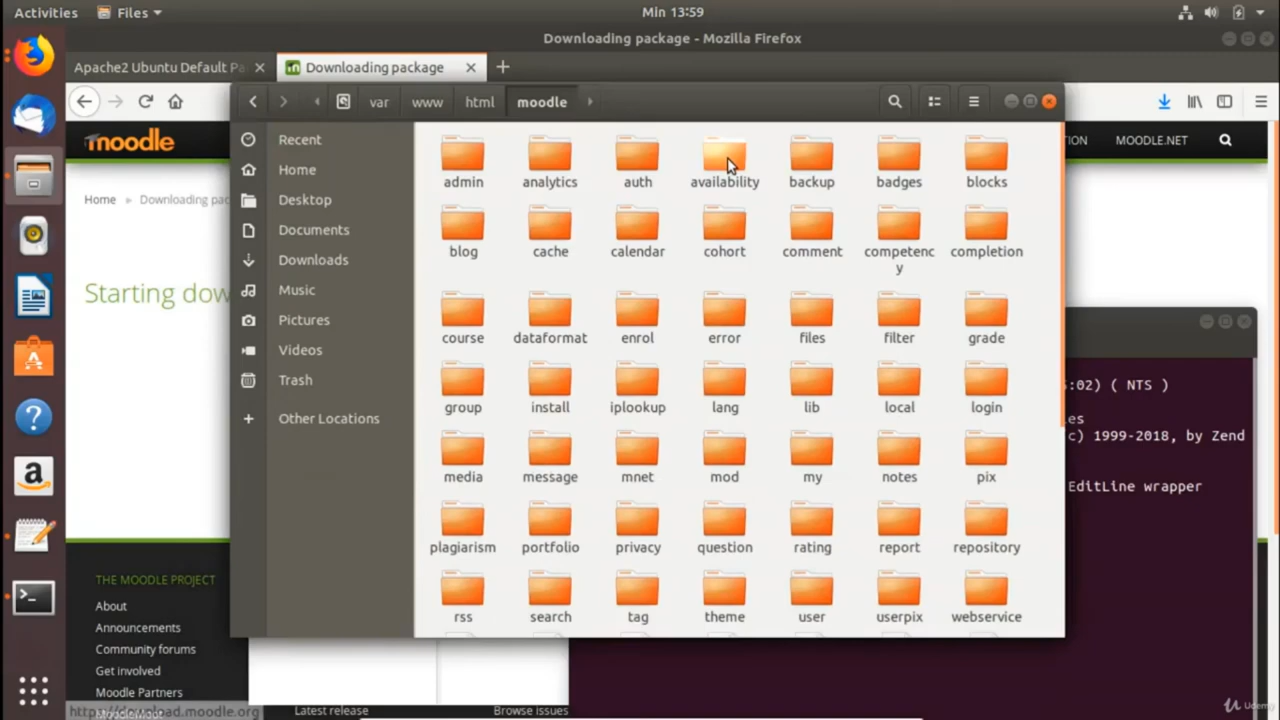 Activities Files Min 13:59
Downloading package - Mozilla Firefox
Apache2 Ubuntu Default Pa Downloading package
var www html moodle
moodle MOODLE.NET
Home » Downloading pac
Starting dow
Recent
Home
Desktop
Documents
Downloads
Music
Pictures
Videos
Trash
Other Locations
admin analytics auth availability backup badges blocks
blog cache calendar cohort comment competenc completion
y
course dataformat enrol error files filter grade
group install iplookup lang lib local login
media message mnet mod my notes pix
plagiarism portfolio privacy question rating report repository
rss search tag theme user userpix webservice
:02) ( NTS )
es
c) 1999-2018, by Zend
EditLine wrapper
THE MOODLE PROJECT
About
Announcements
Community forums
Get involved
Moodle Partners
http://download.moodle.org
Latest release Browse issues
Udemy